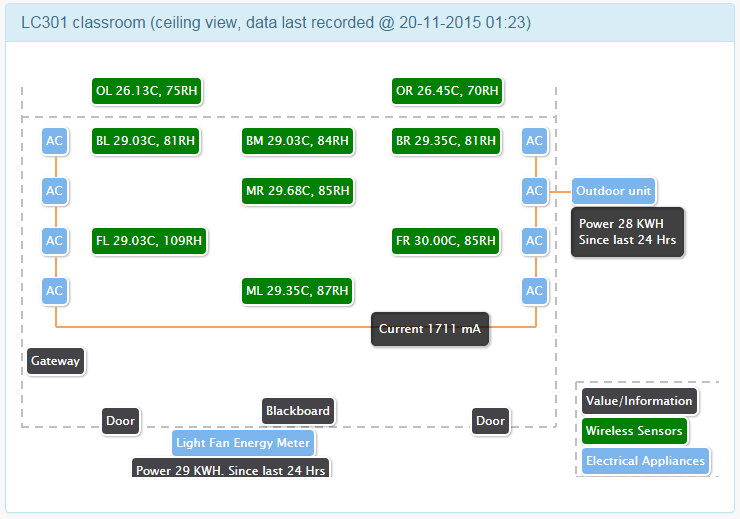 LC301 classroom (ceiling view, data last recorded @ 20-11-2015 01:23)
OL 26.13C, 75RH
OR 26.45C, 70RH
AC
BL 29.03C, 81RH
BM 29.03C, 84RH
BR 29.35C, 81RH
AC
AC
MR 29.68C, 85RH
AC
Outdoor unit
Power 28 KWH
Since last 24 Hrs
AC
FL 29.03C, 109RH
FR 30.00C, 85RH
AC
AC
ML 29.35C, 87RH
AC
Current 1711 mA
Gateway
Door
Blackboard
Door
Light Fan Energy Meter
Power 29 KWH. Since last 24 Hrs
Value/Information
Wireless Sensors
Electrical Appliances